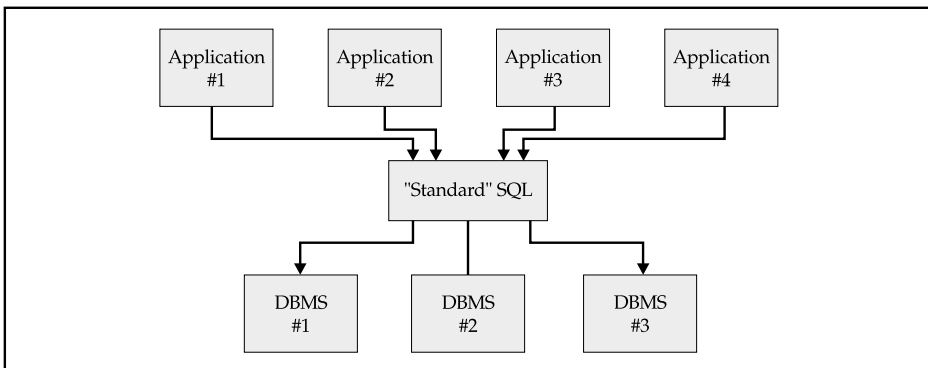 Application
#1
Application
#2
Application
#3
Application
#4
"Standard" SQL
DBMS
#1
DBMS
#2
DBMS
#3